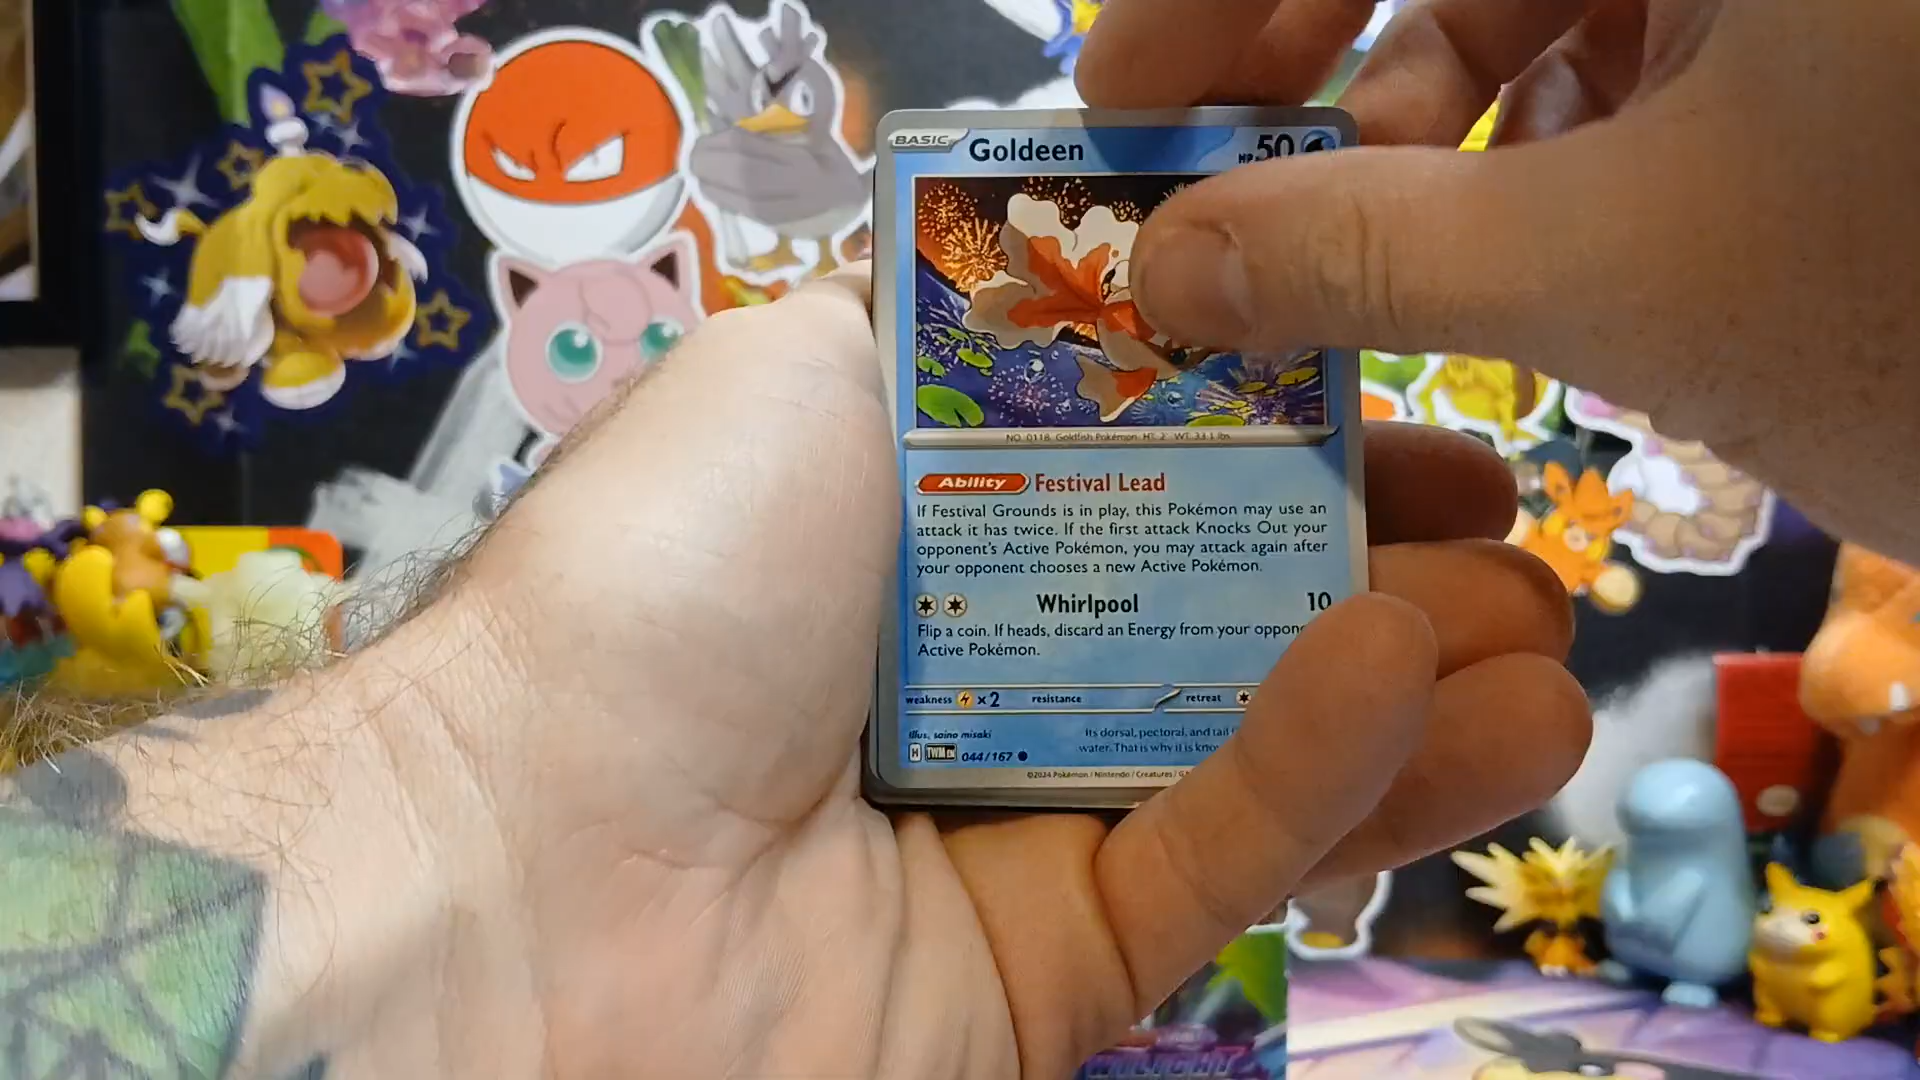 BASIC Goldeen HP 50
NO. 0118 Goldfish Pokémon HT: 2' WT: 33.1 lbs.
Ability Festival Lead
If Festival Grounds is in play, this Pokémon may use an
attack it has twice. If the first attack Knocks Out your
opponent's Active Pokémon, you may attack again after
your opponent chooses a new Active Pokémon.
Whirlpool 10
Flip a coin. If heads, discard an Energy from your
Active Pokémon.
weakness x2 resistance retreat
Illus. saino misaki
Its dorsal, pectoral, and tail
water. That is why it is
H TWM EN 044/167
©2024 Pokémon / Nintendo / Creatures /